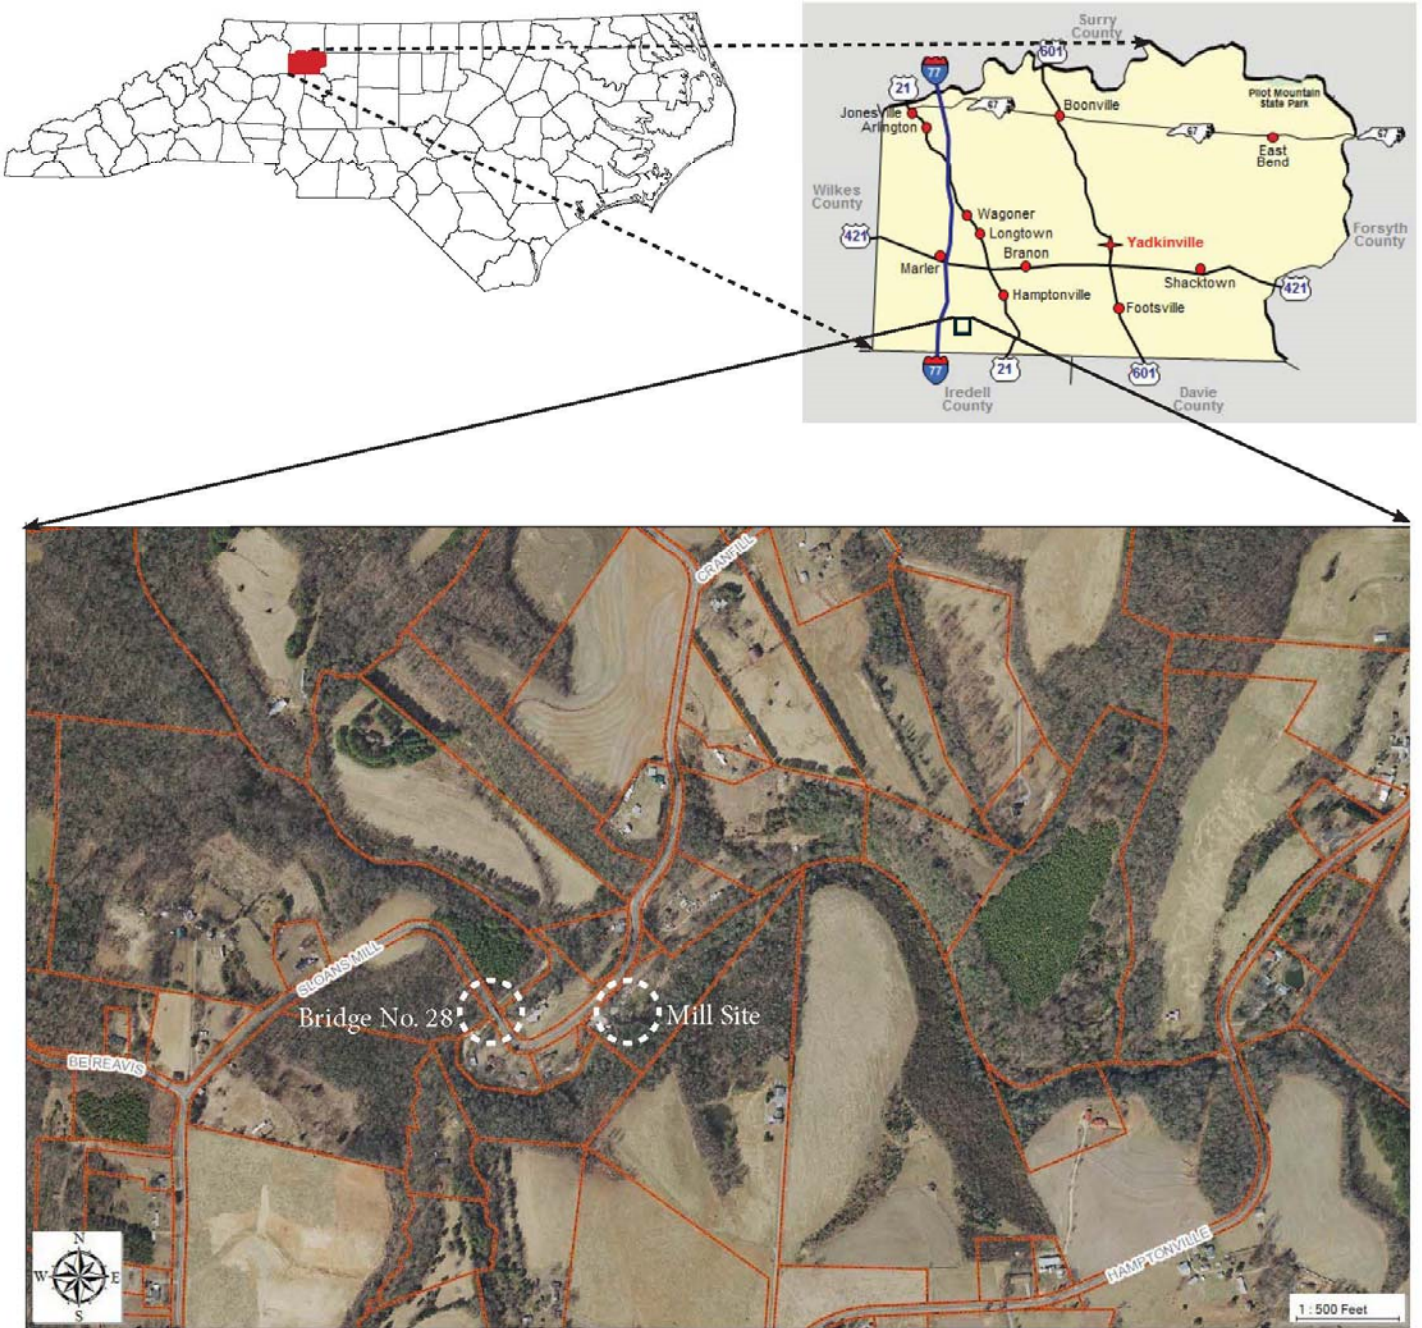 Surry
County
601
77
21
Pilot Mountain
State Park
67
Boonville
Jonesville
Arlington
67
67
East
Bend
Wilkes
County
Wagoner
Longtown
421
Branon
Yadkinville
Forsyth
County
Marler
Shacktown
421
Hamptonville
Footsville
77
21
601
Iredell
County
Davie
County
CRANFILL
SLOANS MILL
Bridge No. 28
Mill Site
BE REAVIS
HAMPTONVILLE
N
W
E
S
1 : 500 Feet